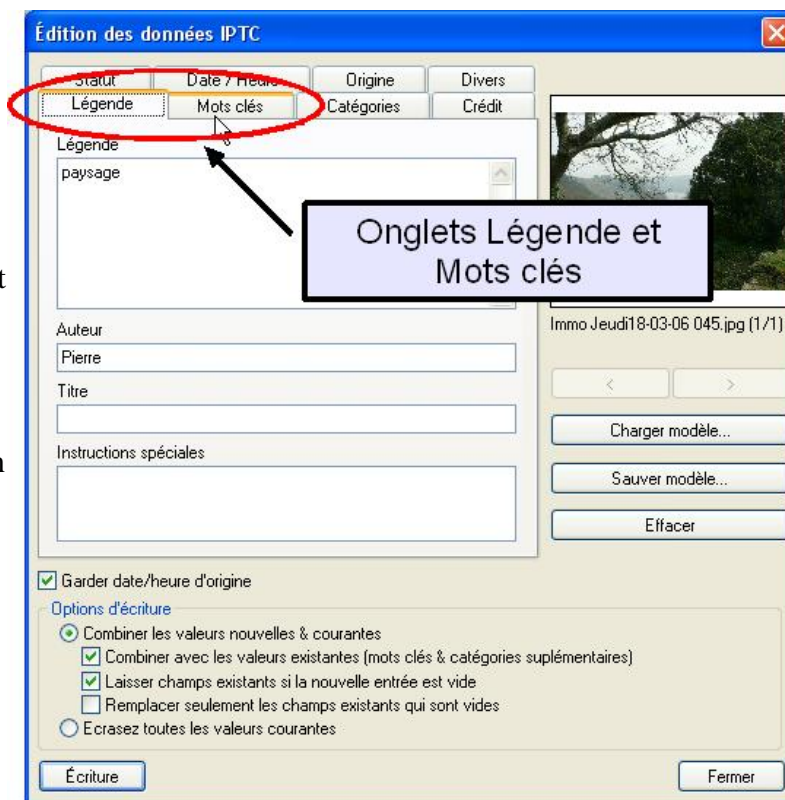 Édition des données IPTC
Statut Date / Heure Origine Divers
Légende Mots clés Catégories Crédit
Légende
paysage
Onglets Légende et
Mots clés
t
Immo Jeudi18-03-06 045.jpg (1/1)
Auteur
Pierre
< >
Titre
Charger modèle...
Instructions spéciales
n
Sauver modèle...
Effacer
Garder date/heure d'origine
Options d'écriture
Combiner les valeurs nouvelles & courantes
Combiner avec les valeurs existantes (mots clés & catégories suplémentaires)
Laisser champs existants si la nouvelle entrée est vide
Remplacer seulement les champs existants qui sont vides
Ecrasez toutes les valeurs courantes
Écriture Fermer